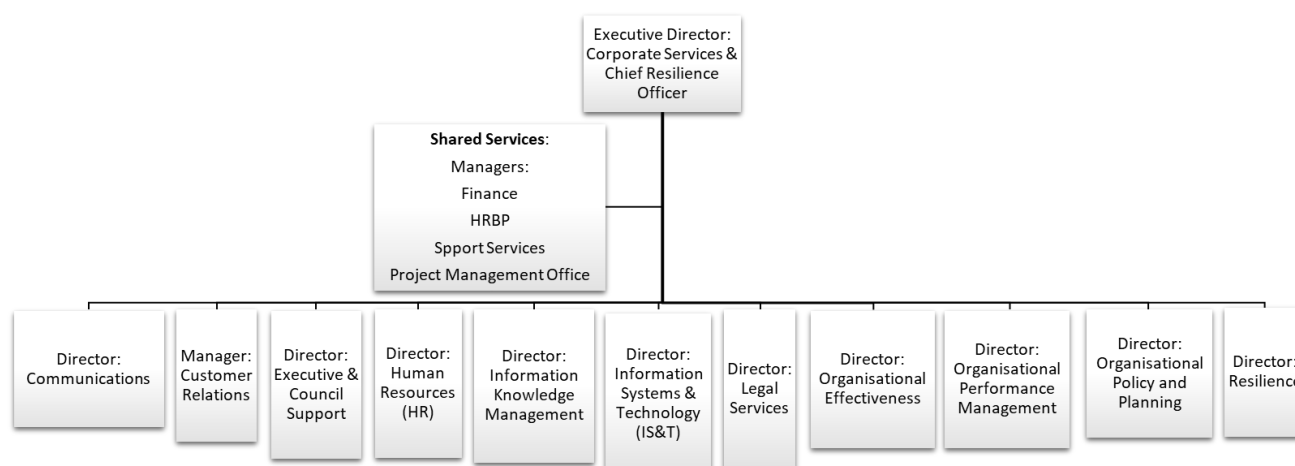 Executive Director:
Corporate Services &
Chief Resilience
Officer
Shared Services:
Managers:
Finance
HRBP
Spport Services
Project Management Office
Director:
Communications
Manager:
Customer
Relations
Director:
Executive &
Council
Support
Director:
Human
Resources
(HR)
Director:
Information
Knowledge
Management
Director:
Information
Systems &
Technology
(IS&T)
Director:
Legal
Services
Director:
Organisational
Effectiveness
Director:
Organisational
Performance
Management
Director:
Organisational
Policy and
Planning
Director:
Resilience